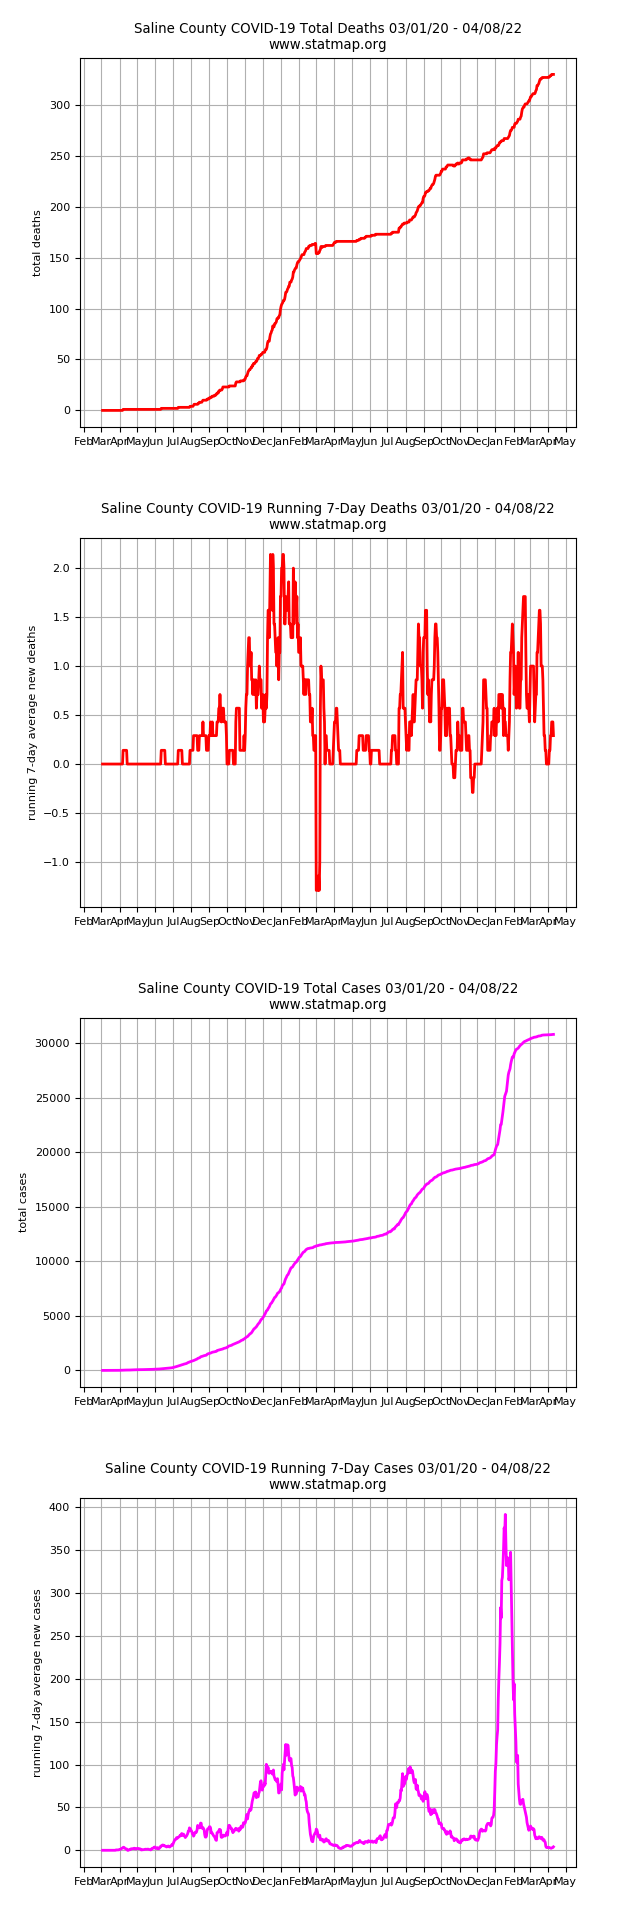 Saline County COVID-19 Total Deaths 03/01/20 - 04/08/22
www.statmap.org
300
250
200
150
100
50
0
total deaths
Feb Mar Apr May Jun Jul Aug Sep Oct Nov Dec Jan Feb Mar Apr May Jun Jul Aug Sep Oct Nov Dec Jan Feb Mar Apr May
Saline County COVID-19 Running 7-Day Deaths 03/01/20 - 04/08/22
www.statmap.org
2.0
1.5
1.0
0.5
0.0
−0.5
−1.0
running 7-day average new deaths
Feb Mar Apr May Jun Jul Aug Sep Oct Nov Dec Jan Feb Mar Apr May Jun Jul Aug Sep Oct Nov Dec Jan Feb Mar Apr May
Saline County COVID-19 Total Cases 03/01/20 - 04/08/22
www.statmap.org
30000
25000
20000
15000
10000
5000
0
total cases
Feb Mar Apr May Jun Jul Aug Sep Oct Nov Dec Jan Feb Mar Apr May Jun Jul Aug Sep Oct Nov Dec Jan Feb Mar Apr May
Saline County COVID-19 Running 7-Day Cases 03/01/20 - 04/08/22
www.statmap.org
400
350
300
250
200
150
100
50
0
running 7-day average new cases
Feb Mar Apr May Jun Jul Aug Sep Oct Nov Dec Jan Feb Mar Apr May Jun Jul Aug Sep Oct Nov Dec Jan Feb Mar Apr May